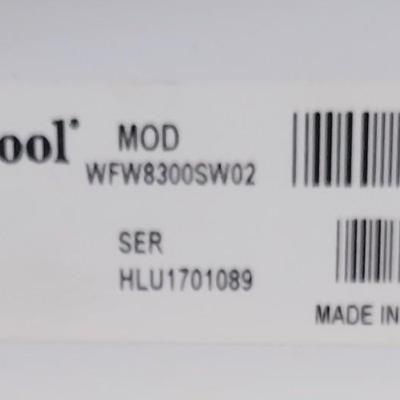 ool®
MOD
WFW8300SW02
SER
HLU1701089
MADE IN